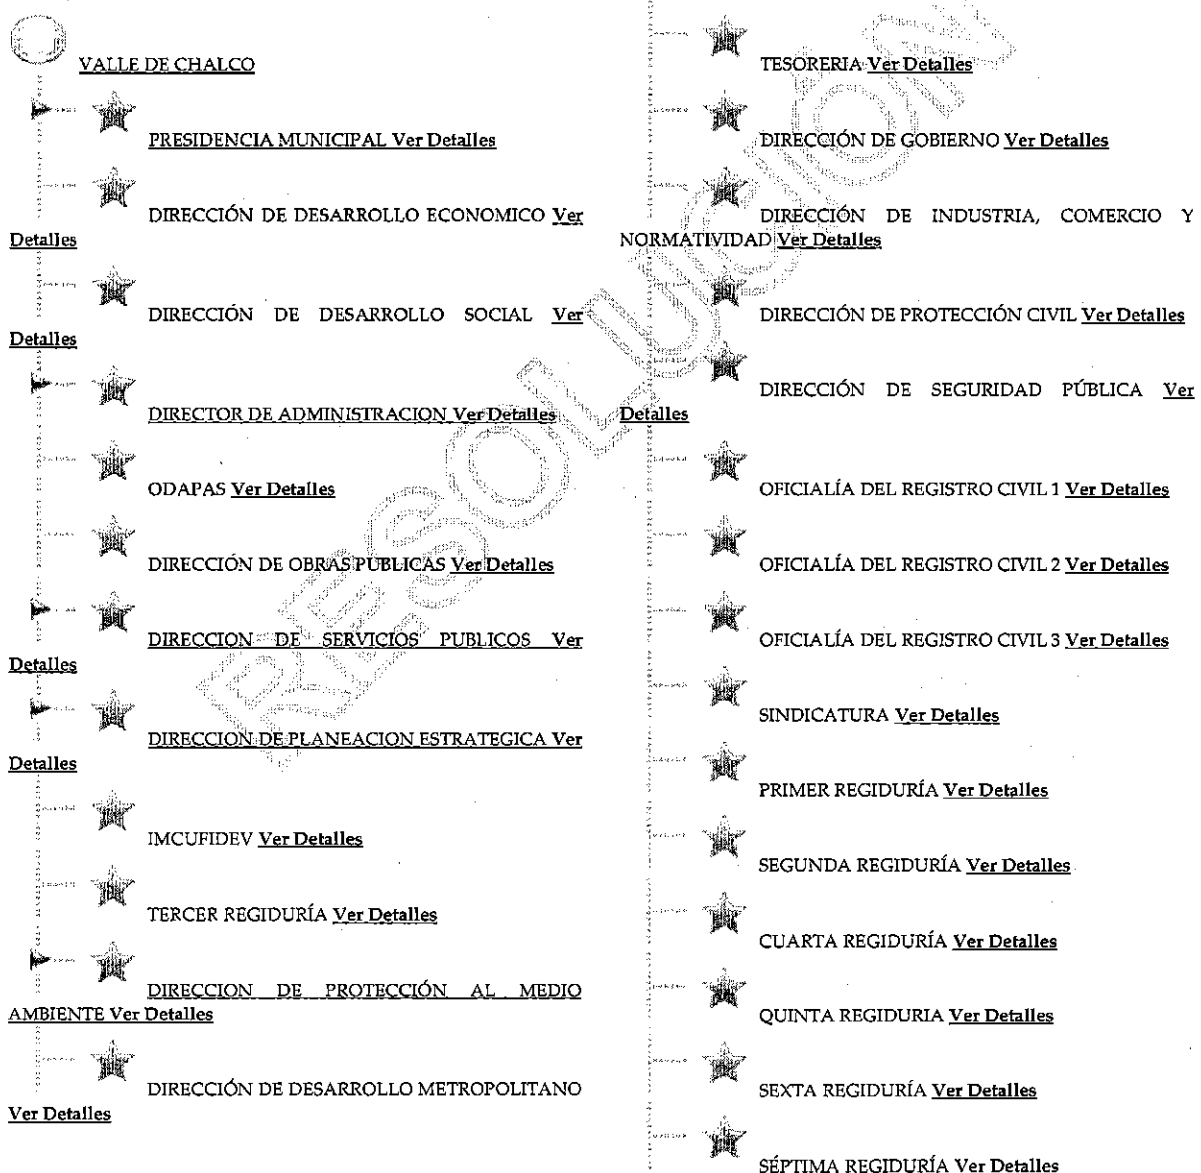 VALLE DE CHALCO
PRESIDENCIA MUNICIPAL Ver Detalles
DIRECCIÓN DE DESARROLLO ECONOMICO Ver
Detalles
DIRECCIÓN DE DESARROLLO SOCIAL Ver
Detalles
DIRECTOR DE ADMINISTRACION Ver Detalles
ODAPAS Ver Detalles
DIRECCIÓN DE OBRAS PUBLICAS Ver Detalles
DIRECCION DE SERVICIOS PUBLICOS Ver
Detalles
DIRECCION DE PLANEACION ESTRATEGICA Ver
Detalles
IMCUFIDEV Ver Detalles
TERCER REGIDURÍA Ver Detalles
DIRECCION DE PROTECCIÓN AL MEDIO
AMBIENTE Ver Detalles
DIRECCIÓN DE DESARROLLO METROPOLITANO
Ver Detalles
TESORERIA Ver Detalles
DIRECCIÓN DE GOBIERNO Ver Detalles
DIRECCIÓN DE INDUSTRIA, COMERCIO Y
NORMATIVIDAD Ver Detalles
DIRECCIÓN DE PROTECCIÓN CIVIL Ver Detalles
DIRECCIÓN DE SEGURIDAD PÚBLICA Ver
Detalles
OFICIALÍA DEL REGISTRO CIVIL 1 Ver Detalles
OFICIALÍA DEL REGISTRO CIVIL 2 Ver Detalles
OFICIALÍA DEL REGISTRO CIVIL 3 Ver Detalles
SINDICATURA Ver Detalles
PRIMER REGIDURÍA Ver Detalles
SEGUNDA REGIDURÍA Ver Detalles
CUARTA REGIDURÍA Ver Detalles
QUINTA REGIDURIA Ver Detalles
SEXTA REGIDURÍA Ver Detalles
SÉPTIMA REGIDURÍA Ver Detalles
RESOLUCIÓN